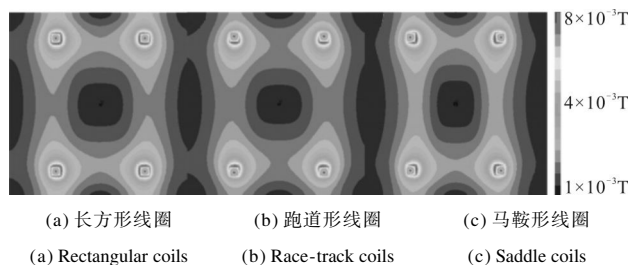 8×10⁻³T
4×10⁻³T
1×10⁻³T
(a) 长方形线圈 (b) 跑道形线圈 (c) 马鞍形线圈
(a) Rectangular coils (b) Race-track coils (c) Saddle coils